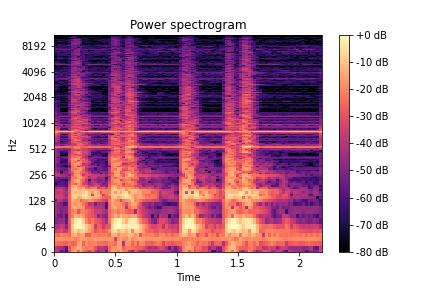 Power spectrogram
8192
4096
2048
1024
512
256
128
64
0
Hz
0
0.5
1
1.5
2
Time
+0 dB
-10 dB
-20 dB
-30 dB
-40 dB
-50 dB
-60 dB
-70 dB
-80 dB